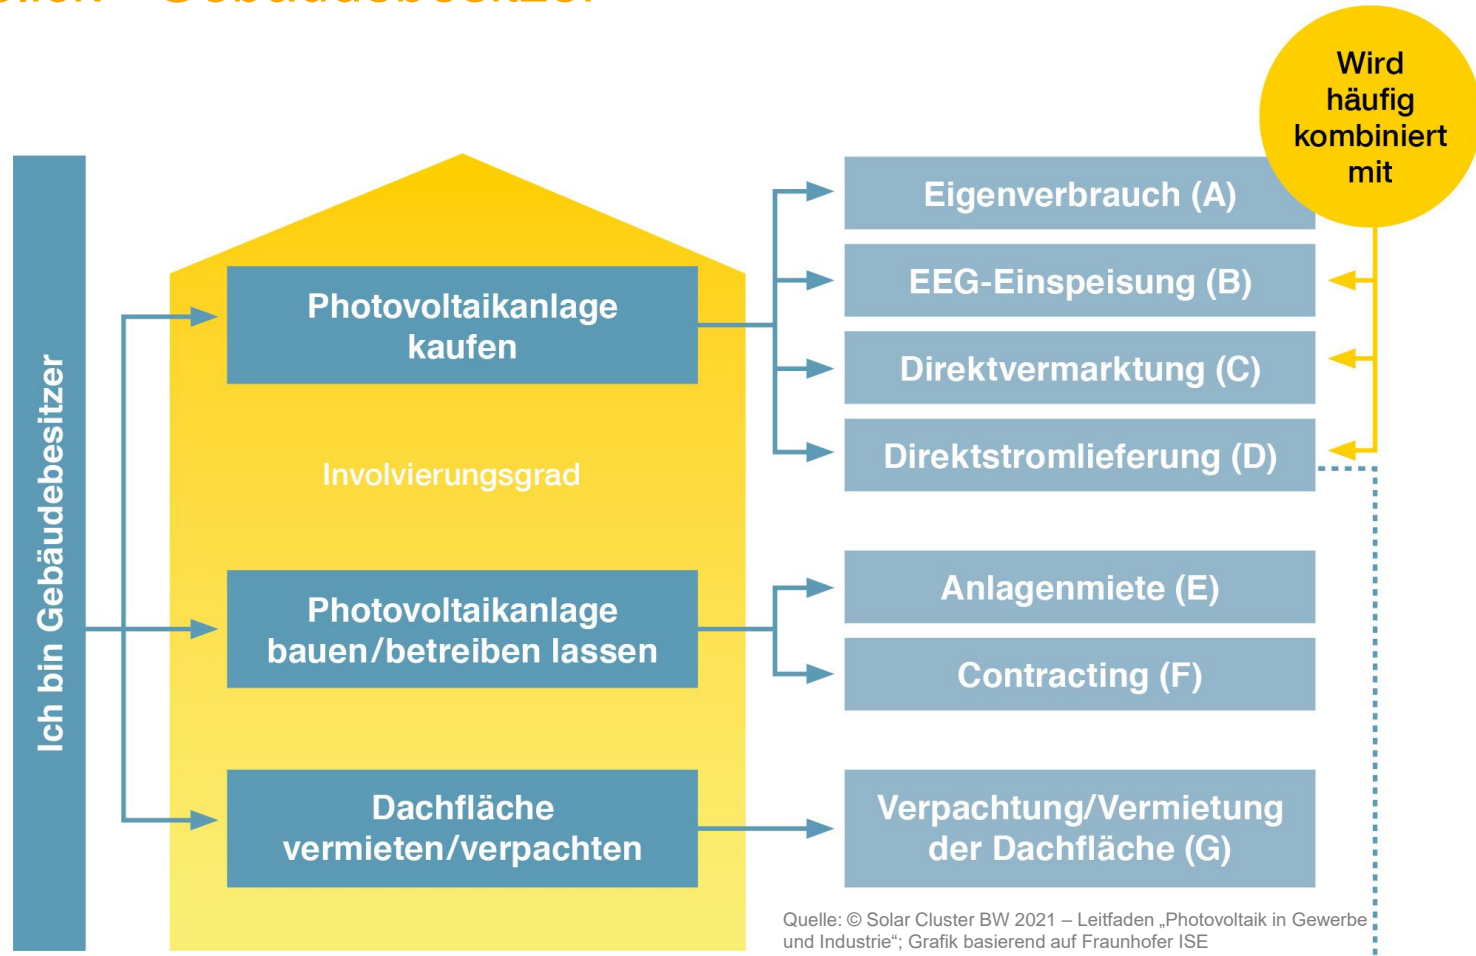 Gebäudebesitzer
Wird
häufig
kombiniert
mit
Ich bin Gebäudebesitzer
Photovoltaikanlage
kaufen
Involvierungsgrad
Photovoltaikanlage
bauen/betreiben lassen
Dachfläche
vermieten/verpachten
Eigenverbrauch (A)
EEG-Einspeisung (B)
Direktvermarktung (C)
Direktstromlieferung (D)
Anlagenmiete (E)
Contracting (F)
Verpachtung/Vermietung
der Dachfläche (G)
Quelle: © Solar Cluster BW 2021 – Leitfaden „Photovoltaik in Gewerbe
und Industrie“; Grafik basierend auf Fraunhofer ISE